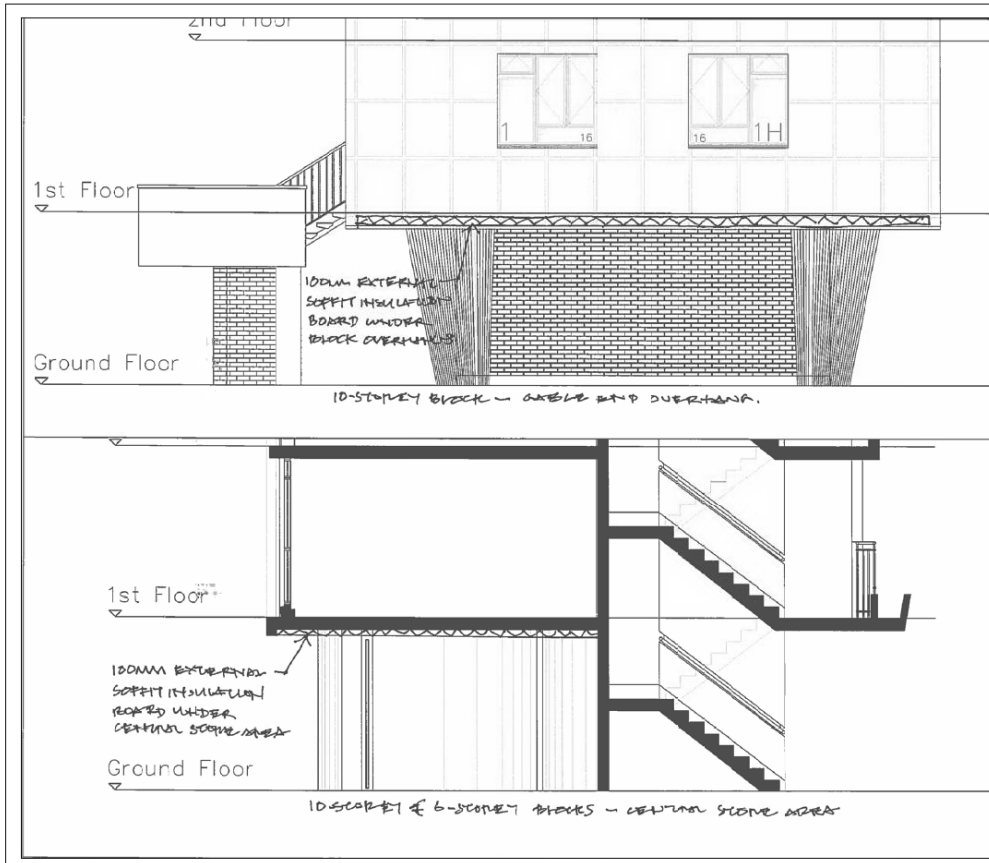 2nd Floor
1 16
16 1H
1st Floor
100MM EXTERNAL
SOFFIT INSULATION
BOARD UNDER
BLOCK OVERHANGS
Ground Floor
10-STOREY BLOCK – GABLE END OVERHANG.
1st Floor
100MM EXTERNAL
SOFFIT INSULATION
BOARD UNDER
CENTRAL STORE AREA
Ground Floor
10-STOREY & 6-STOREY BLOCKS – CENTRAL STORE AREA